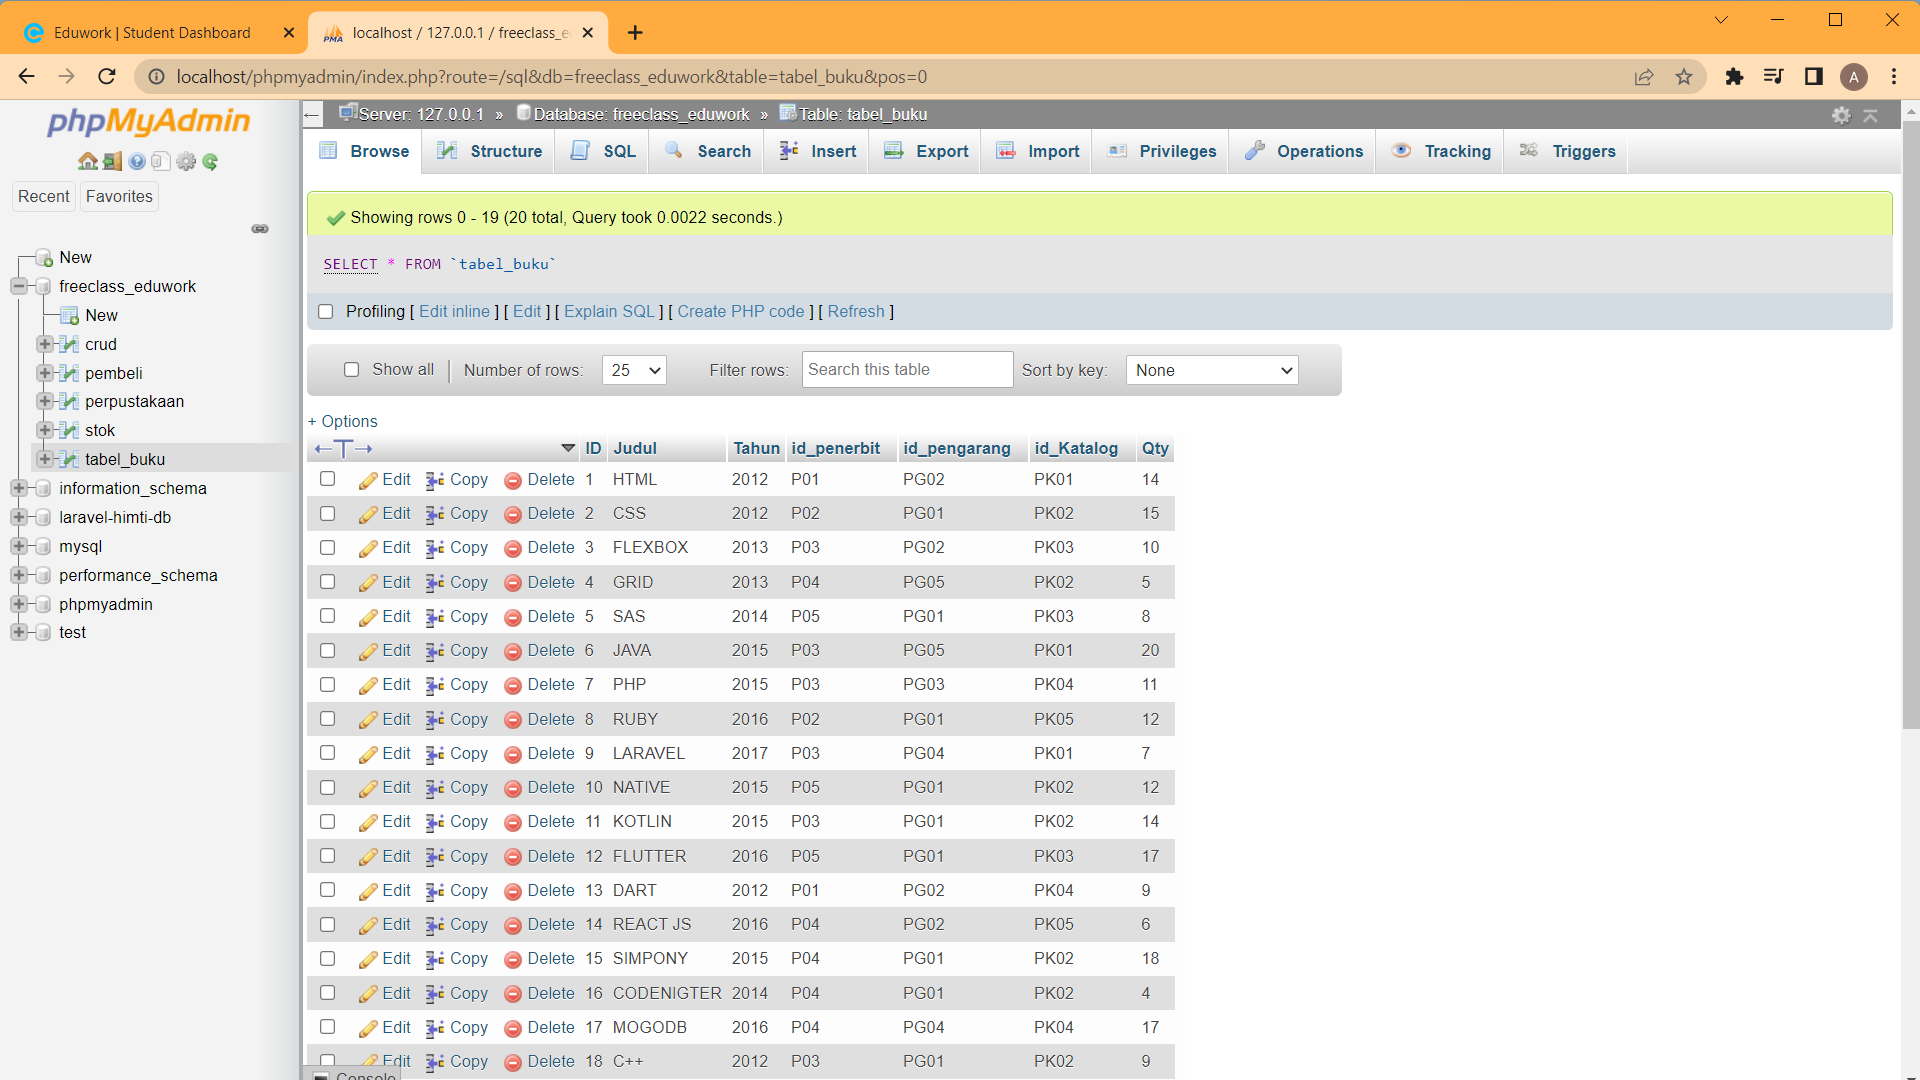 Eduwork | Student Dashboard
localhost / 127.0.0.1 / freeclass_e
localhost/phpmyadmin/index.php?route=/sql&db=freeclass_eduwork&table=tabel_buku&pos=0
A
phpMyAdmin
Recent Favorites
New
freeclass_eduwork
New
crud
pembeli
perpustakaan
stok
tabel_buku
information_schema
laravel-himti-db
mysql
performance_schema
phpmyadmin
test
Server: 127.0.0.1 » Database: freeclass_eduwork » Table: tabel_buku
Browse Structure SQL Search Insert Export Import Privileges Operations Tracking Triggers
Showing rows 0 - 19 (20 total, Query took 0.0022 seconds.)
SELECT * FROM `tabel_buku`
Profiling [ Edit inline ] [ Edit ] [ Explain SQL ] [ Create PHP code ] [ Refresh ]
Show all | Number of rows: 25 Filter rows: Search this table Sort by key: None
+ Options
←T→ ID Judul Tahun id_penerbit id_pengarang id_Katalog Qty
Edit Copy Delete 1 HTML 2012 P01 PG02 PK01 14
Edit Copy Delete 2 CSS 2012 P02 PG01 PK02 15
Edit Copy Delete 3 FLEXBOX 2013 P03 PG02 PK03 10
Edit Copy Delete 4 GRID 2013 P04 PG05 PK02 5
Edit Copy Delete 5 SAS 2014 P05 PG01 PK03 8
Edit Copy Delete 6 JAVA 2015 P03 PG05 PK01 20
Edit Copy Delete 7 PHP 2015 P03 PG03 PK04 11
Edit Copy Delete 8 RUBY 2016 P02 PG01 PK05 12
Edit Copy Delete 9 LARAVEL 2017 P03 PG04 PK01 7
Edit Copy Delete 10 NATIVE 2015 P05 PG01 PK02 12
Edit Copy Delete 11 KOTLIN 2015 P03 PG01 PK02 14
Edit Copy Delete 12 FLUTTER 2016 P05 PG01 PK03 17
Edit Copy Delete 13 DART 2012 P01 PG02 PK04 9
Edit Copy Delete 14 REACT JS 2016 P04 PG02 PK05 6
Edit Copy Delete 15 SIMPONY 2015 P04 PG01 PK02 18
Edit Copy Delete 16 CODENIGTER 2014 P04 PG01 PK02 4
Edit Copy Delete 17 MOGODB 2016 P04 PG04 PK04 17
Edit Copy Delete 18 C++ 2012 P03 PG01 PK02 9
Console